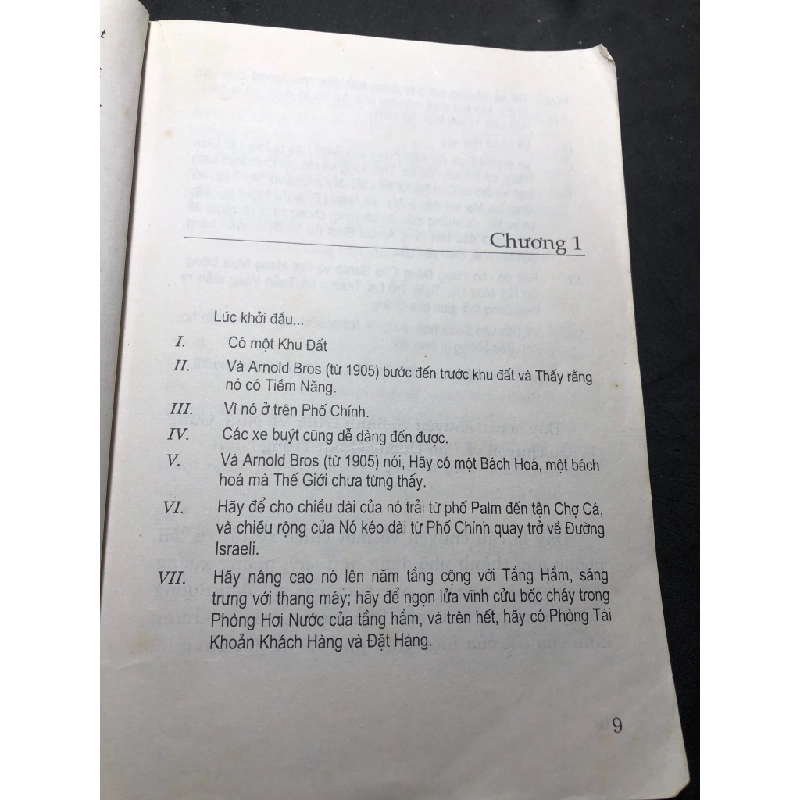 Chương 1
Lúc khởi đầu...
I. Có một Khu Đất
II. Và Arnold Bros (từ 1905) bước đến trước khu đất và Thấy rằng
nó có Tiềm Năng.
III. Vì nó ở trên Phố Chính.
IV. Các xe buýt cũng dễ dàng đến được.
V. Và Arnold Bros (từ 1905) nói, Hãy có một Bách Hoá, một bách
hoá mà Thế Giới chưa từng thấy.
VI. Hãy để cho chiều dài của nó trải từ phố Palm đến tận Chợ Cá,
và chiều rộng của Nó kéo dài từ Phố Chính quay trở về Đường
Israeli.
VII. Hãy nâng cao nó lên năm tầng cộng với Tầng Hầm, sáng
trưng với thang máy; hãy để ngọn lửa vĩnh cửu bốc cháy trong
Phòng Hơi Nước của tầng hầm, và trên hết, hãy có Phòng Tài
Khoản Khách Hàng và Đặt Hàng.
9